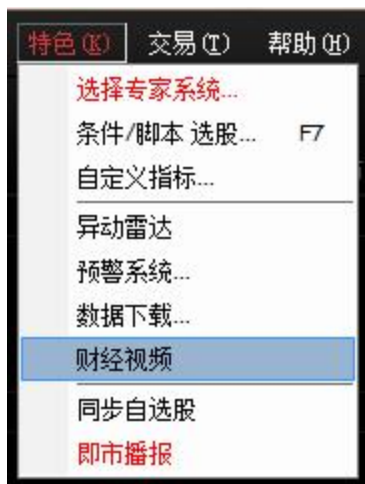 特色(K) 交易(T) 帮助(H)
选择专家系统...
条件/脚本 选股... F7
自定义指标...
异动雷达
预警系统...
数据下载...
财经视频
同步自选股
即市播报